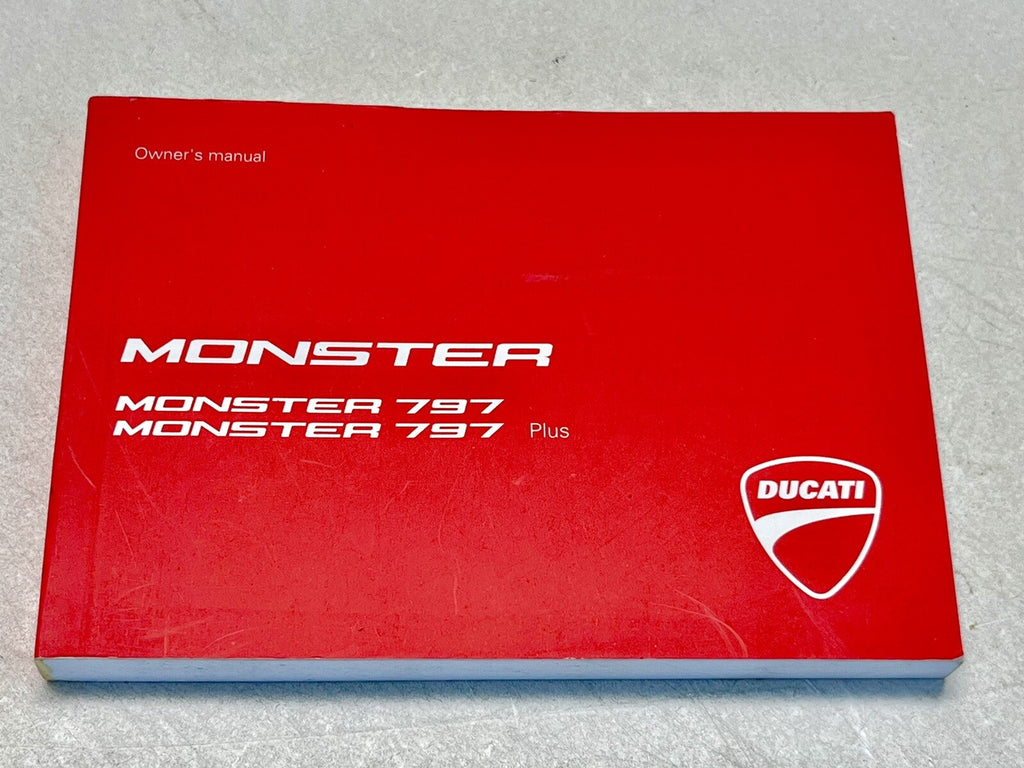 Owner's manual
MONSTER
MONSTER 797
MONSTER 797 Plus
DUCATI